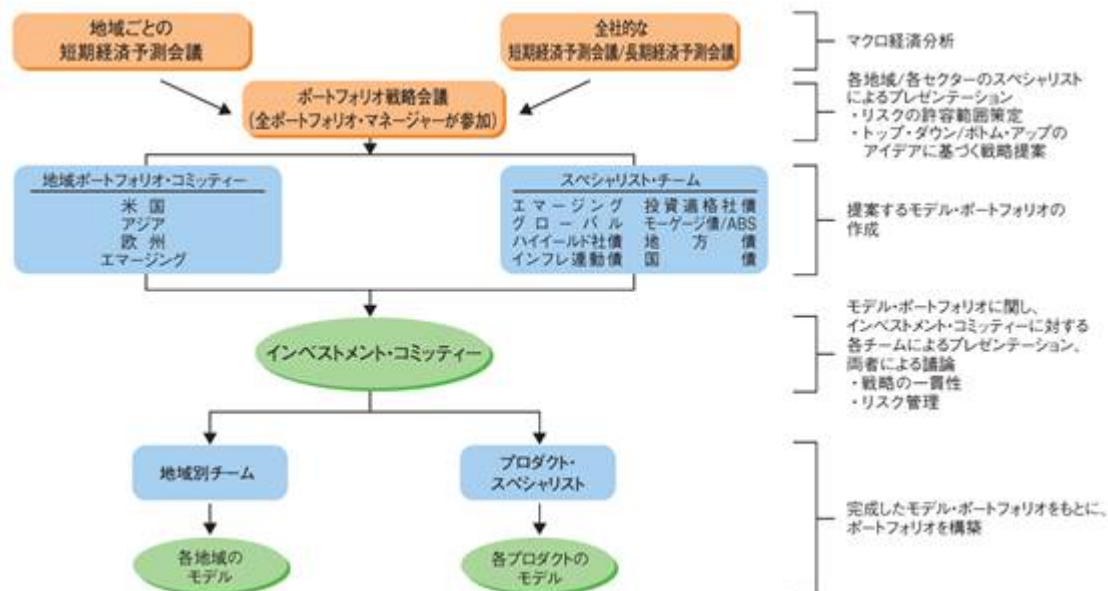 地域ごとの
短期経済予測会議
全社的な
短期経済予測会議/長期経済予測会議
マクロ経済分析
ポートフォリオ戦略会議
(全ポートフォリオ・マネージャーが参加)
各地域/各セクターのスペシャリスト
によるプレゼンテーション
・リスクの許容範囲策定
・トップ・ダウン/ボトム・アップの
アイデアに基づく戦略提案
地域ポートフォリオ・コミッティー
米 国
アジア
欧 州
エマージング
スペシャリスト・チーム
エマージング 投資適格社債
グローバル モーゲージ債/ABS
ハイイールド社債 地方債
インフレ連動債 国債
提案するモデル・ポートフォリオの
作成
インベストメント・コミッティー
モデル・ポートフォリオに関し、
インベストメント・コミッティーに対する
各チームによるプレゼンテーション、
両者による議論
・戦略の一貫性
・リスク管理
地域別チーム
プロダクト・
スペシャリスト
各地域の
モデル
各プロダクトの
モデル
完成したモデル・ポートフォリオをもとに、
ポートフォリオを構築